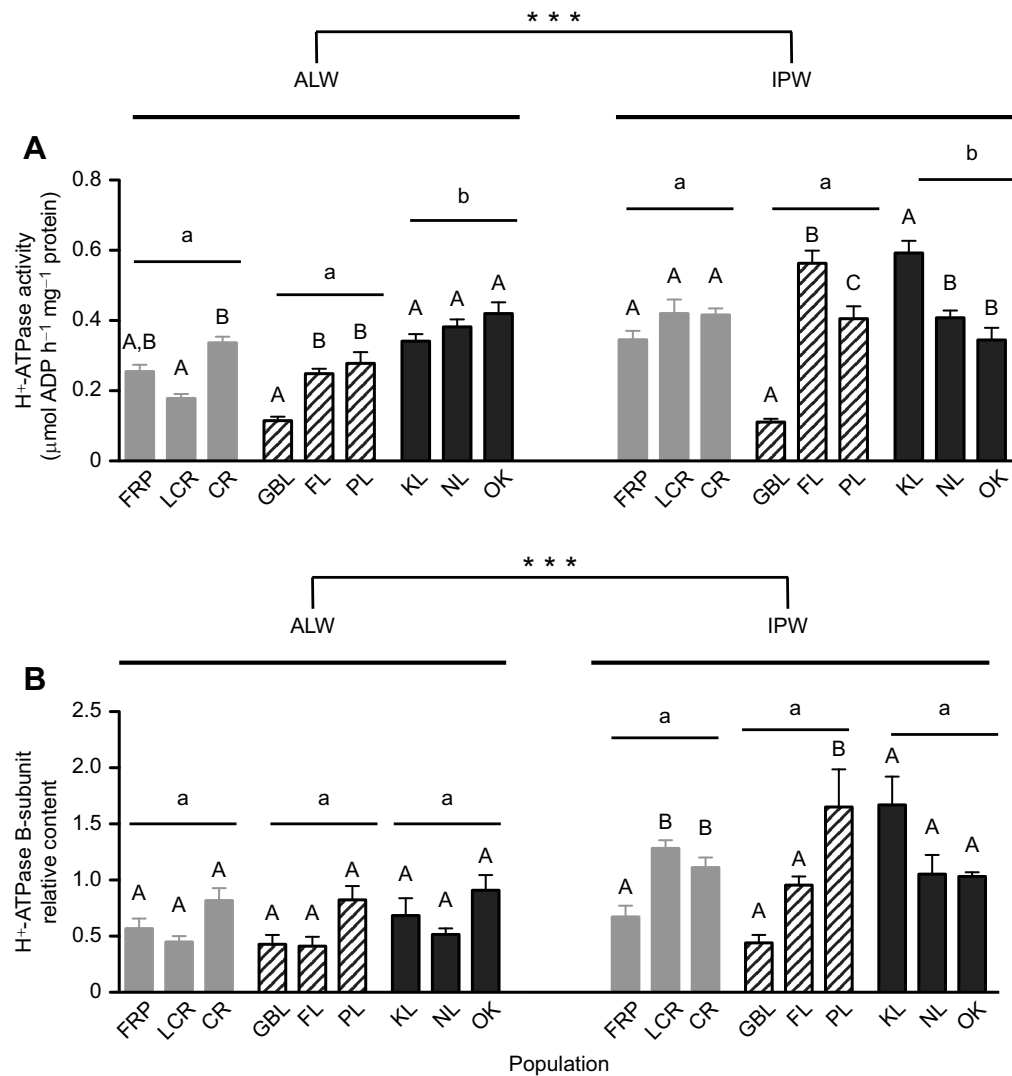 * * *
ALW IPW
A
H⁺-ATPase activity
(μmol ADP h⁻¹ mg⁻¹ protein)
0.8
0.6
0.4
0.2
0
a a b a a b
A,B A B A B B A A A A A A A B C A B B
FRP LCR CR GBL FL PL KL NL OK FRP LCR CR GBL FL PL KL NL OK
* * *
ALW IPW
B
H⁺-ATPase B-subunit
relative content
2.5
2.0
1.5
1.0
0.5
0
a a a a a a
A A A A A A A A A A B B A A B A A A
FRP LCR CR GBL FL PL KL NL OK FRP LCR CR GBL FL PL KL NL OK
Population